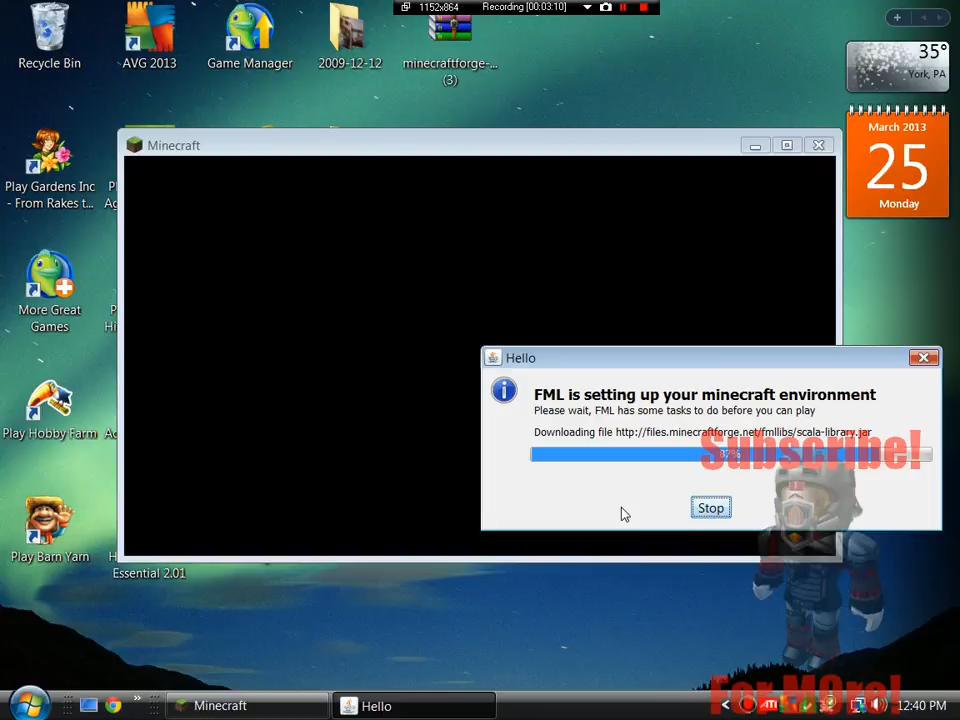 1152x864
Recording [00:03:10]
Recycle Bin
AVG 2013
Game Manager
2009-12-12
minecraftforge-...
(3)
35°
York, PA
March 2013
25
Monday
Minecraft
Play Gardens Inc
- From Rakes t...
More Great
Games
Play Hobby Farm
Play Barn Yarn
Essential 2.01
Hello
FML is setting up your minecraft environment
Please wait, FML has some tasks to do before you can play
Downloading file http://files.minecraftforge.net/fmllibs/scala-library.jar
Subscribe!
Stop
For M0re!
Minecraft
Hello
12:40 PM